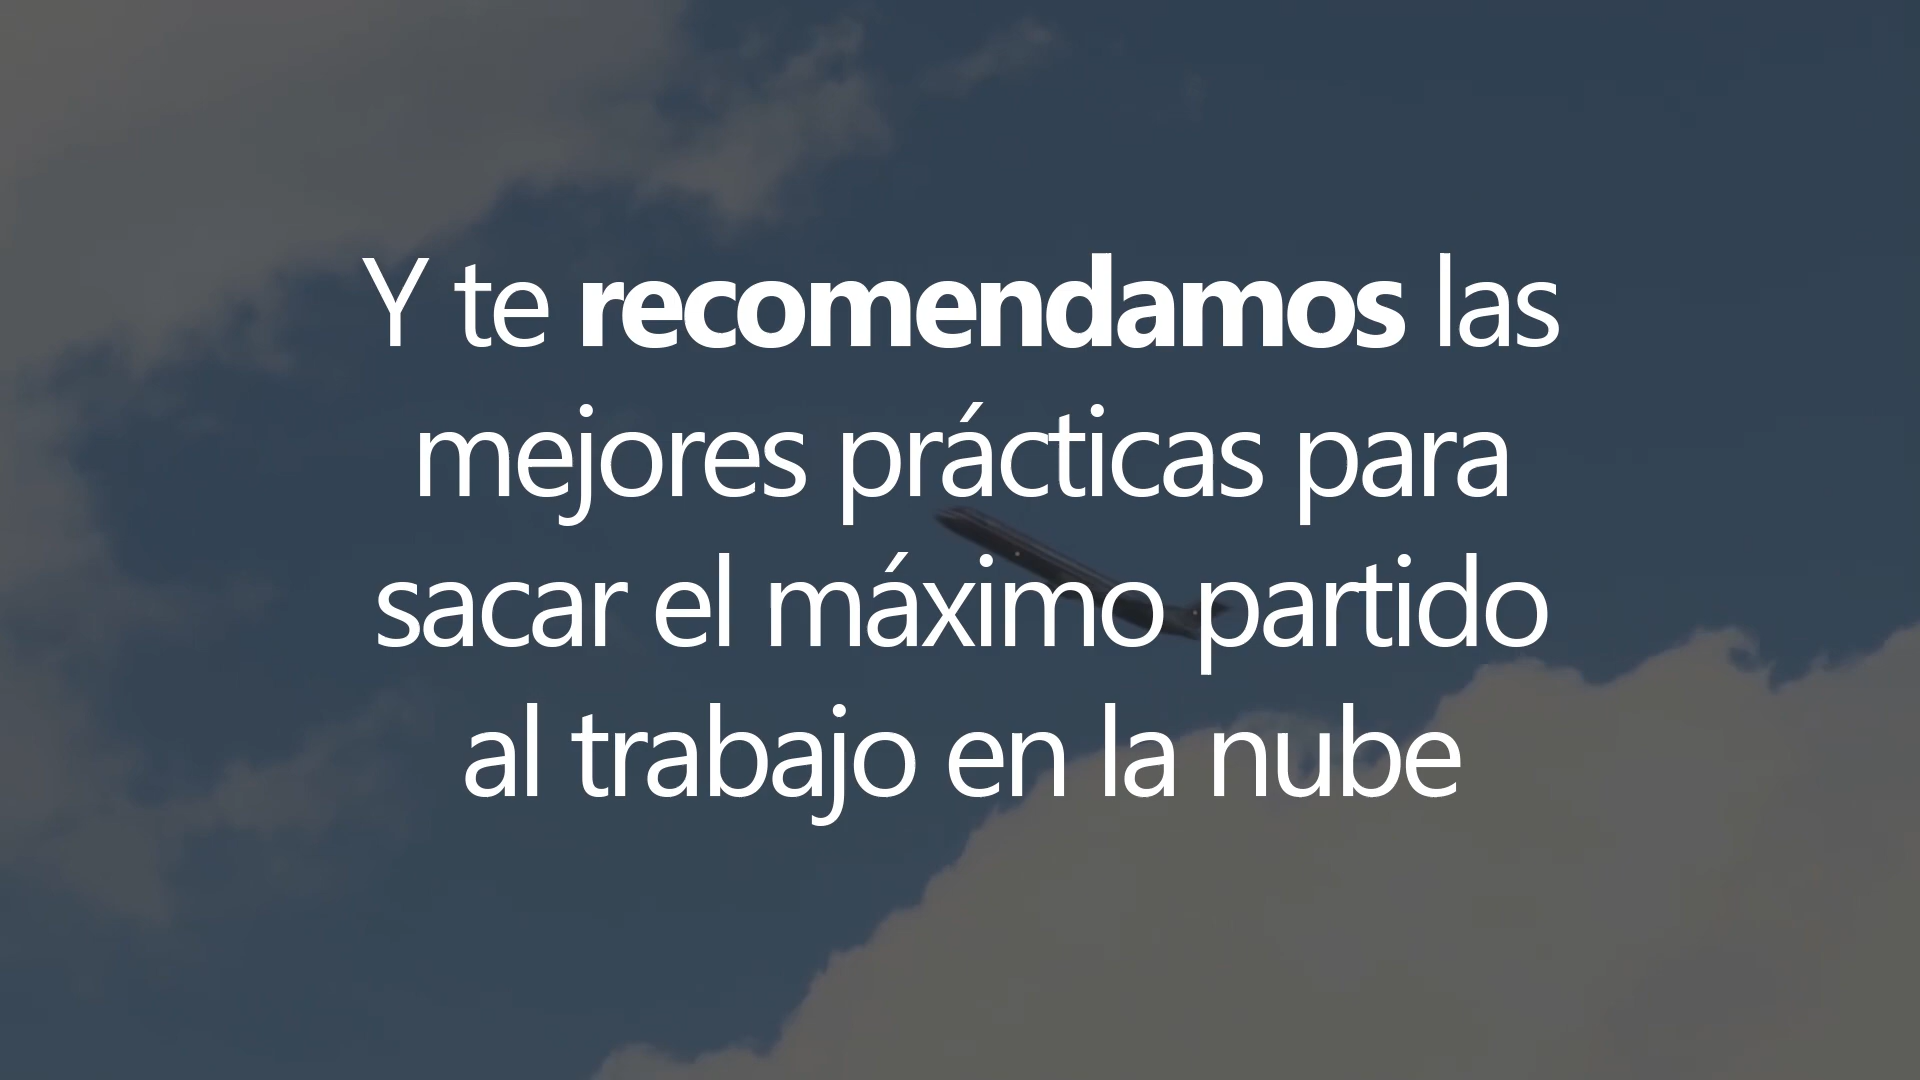 Y te recomendamos las
mejores prácticas para
sacar el máximo partido
al trabajo en la nube